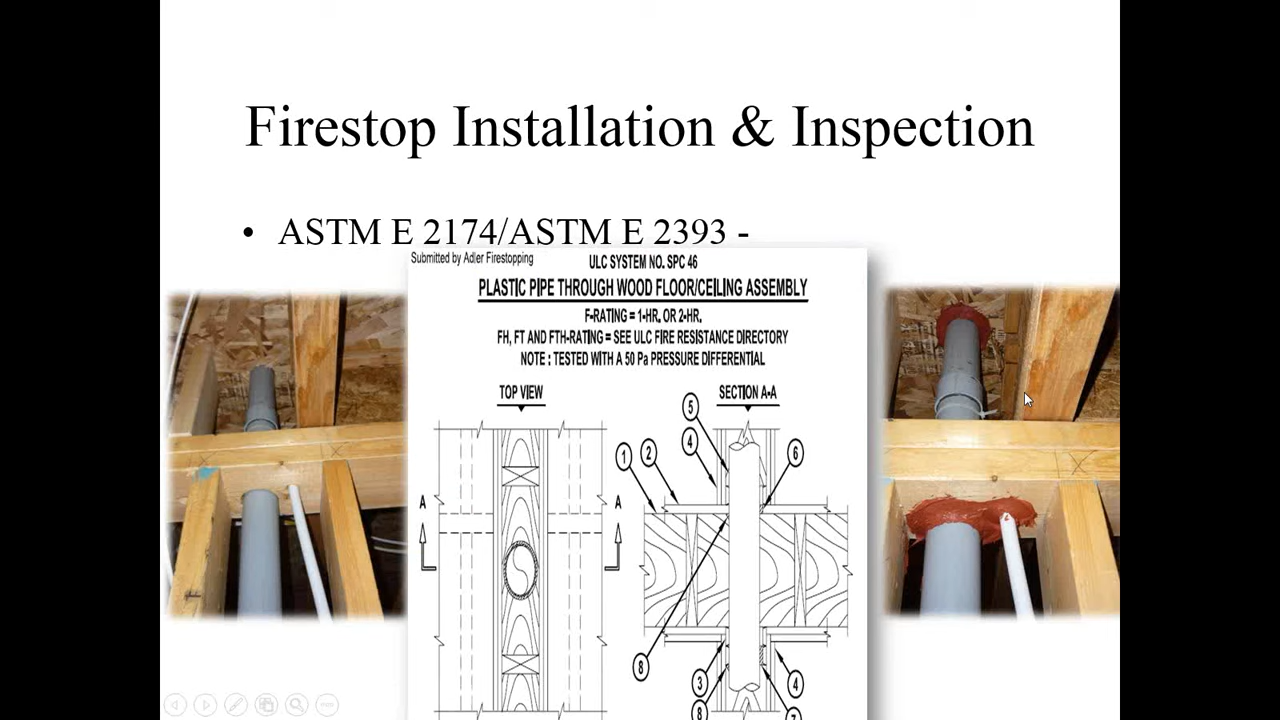 Firestop Installation & Inspection
• ASTM E 2174/ASTM E 2393 -
Submitted by Adler Firestopping
ULC SYSTEM NO. SPC 46
PLASTIC PIPE THROUGH WOOD FLOOR/CEILING ASSEMBLY
F-RATING = 1-HR. OR 2-HR.
FH, FT AND FTH-RATING = SEE ULC FIRE RESISTANCE DIRECTORY
NOTE : TESTED WITH A 50 Pa PRESSURE DIFFERENTIAL
TOP VIEW
SECTION A-A
5
4
1
2
6
A
A
8
3
4
8
7